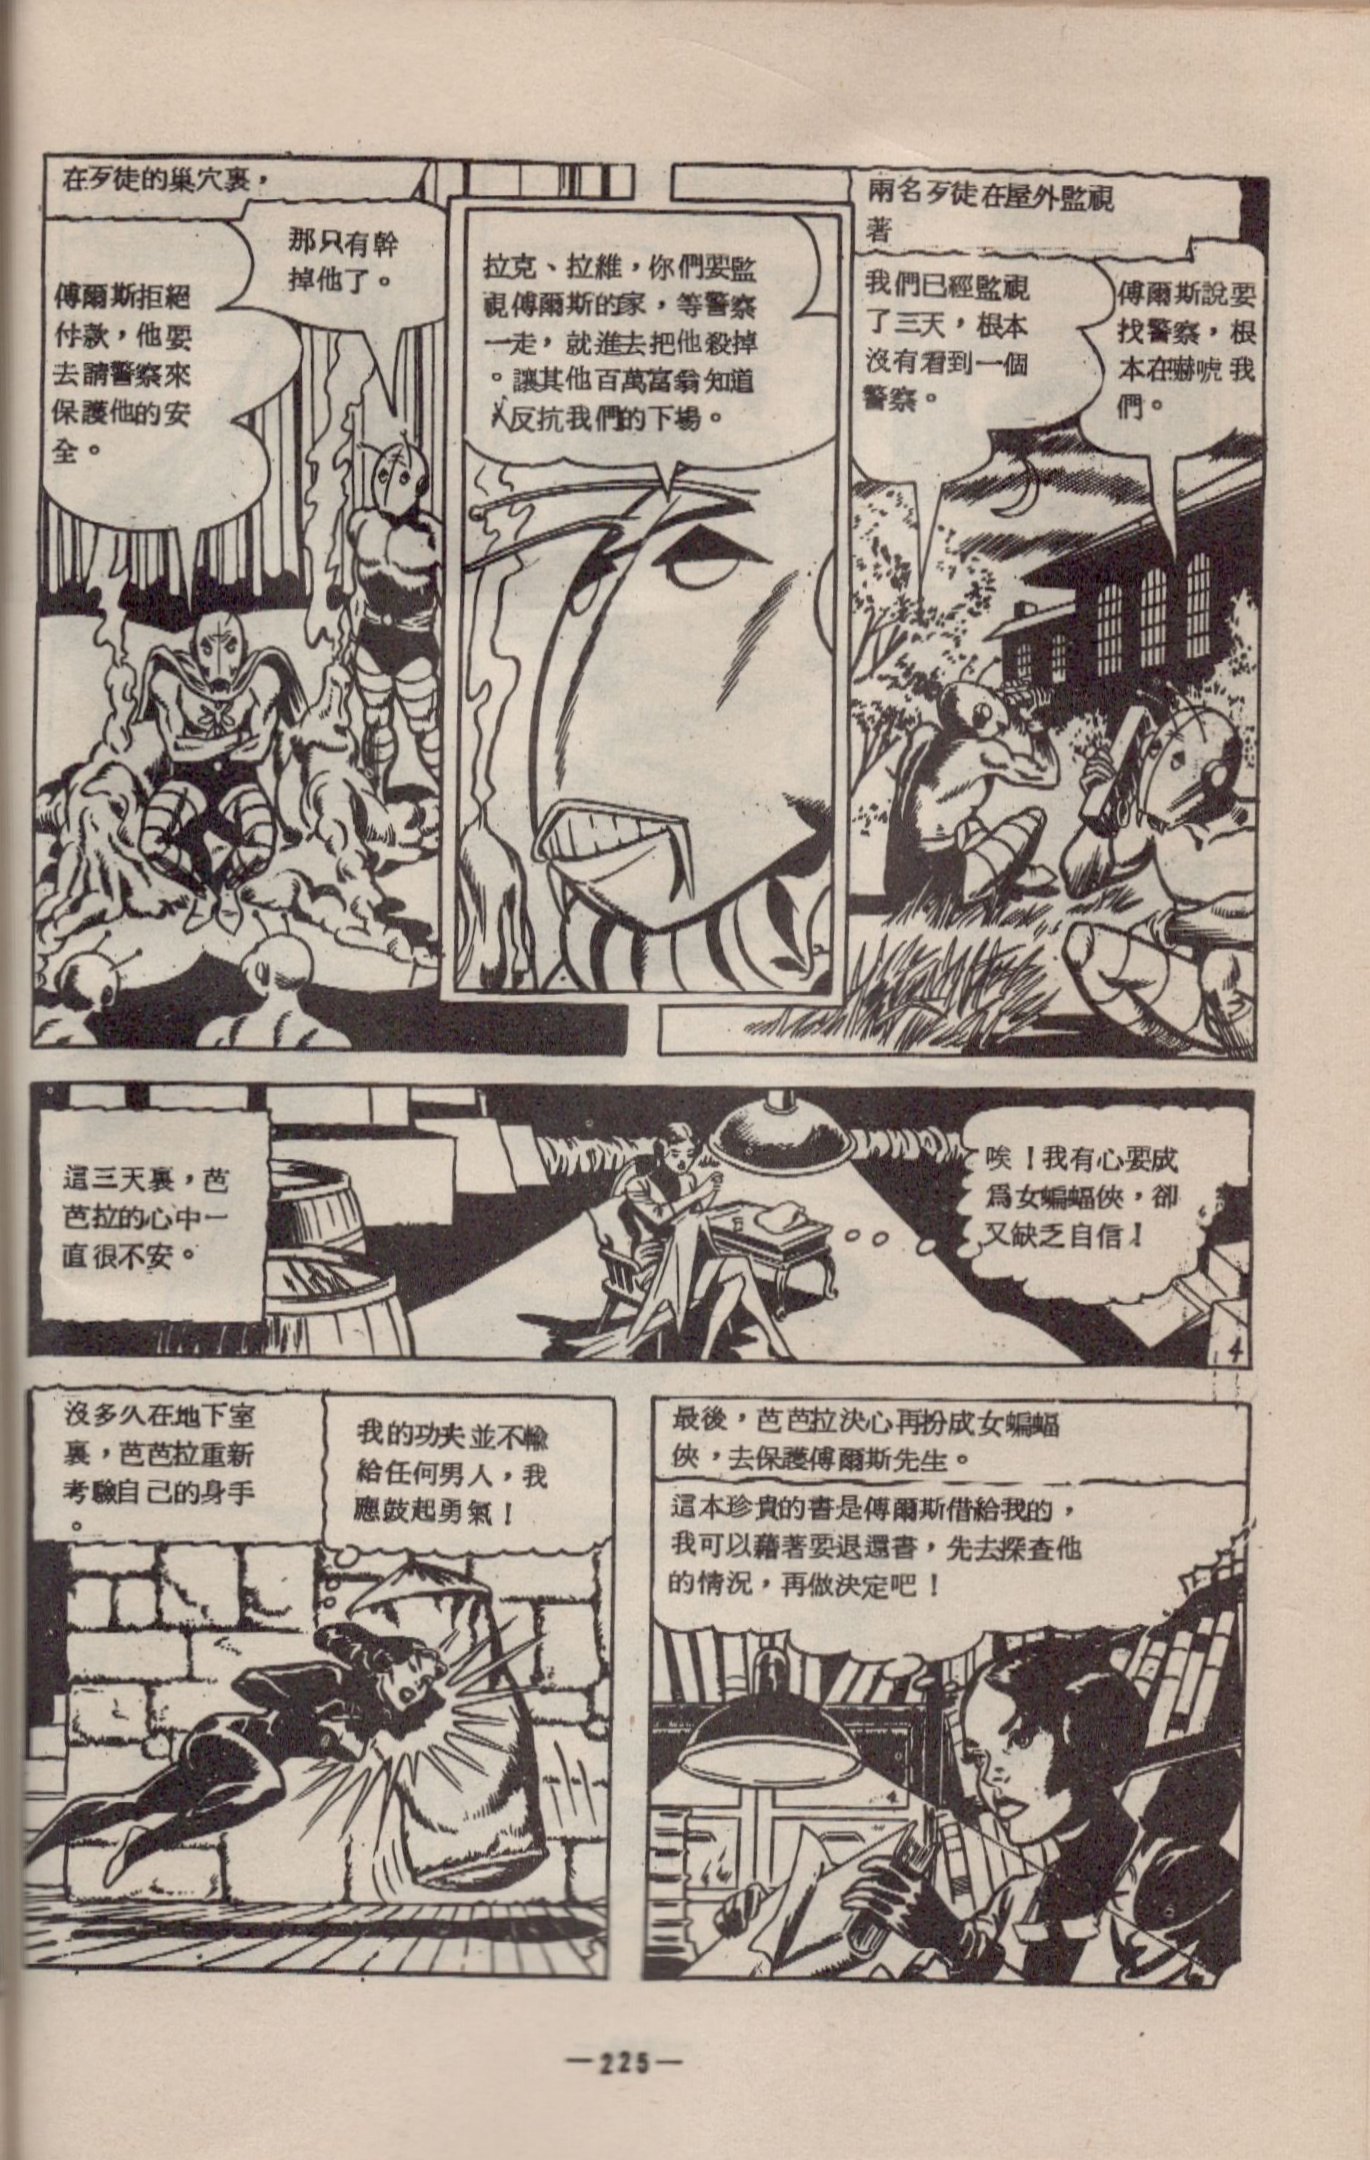 在歹徒的巢穴裏，
傅爾斯拒絕
付款，他要
去請警察來
保護他的安
全。
那只有幹
掉他了。
拉克、拉維，你們要監
視傅爾斯的家，等警察
一走，就進去把他殺掉
。讓其他百萬富翁知道
反抗我們的下場。
兩名歹徒在屋外監視
著
我們已經監視
了三天，根本
沒有看到一個
警察。
傅爾斯說要
找警察，根
本在嚇唬我
們。
這三天裏，芭
芭拉的心中一
直很不安。
唉！我有心要成
為女蝙蝠俠，卻
又缺乏自信！
4
沒多久在地下室
裏，芭芭拉重新
考驗自己的身手
。
我的功夫並不輸
給任何男人，我
應鼓起勇氣！
最後，芭芭拉決心再扮成女蝙蝠
俠，去保護傅爾斯先生。
這本珍貴的書是傅爾斯借給我的，
我可以藉著要退還書，先去探查他
的情況，再做決定吧！
—225—